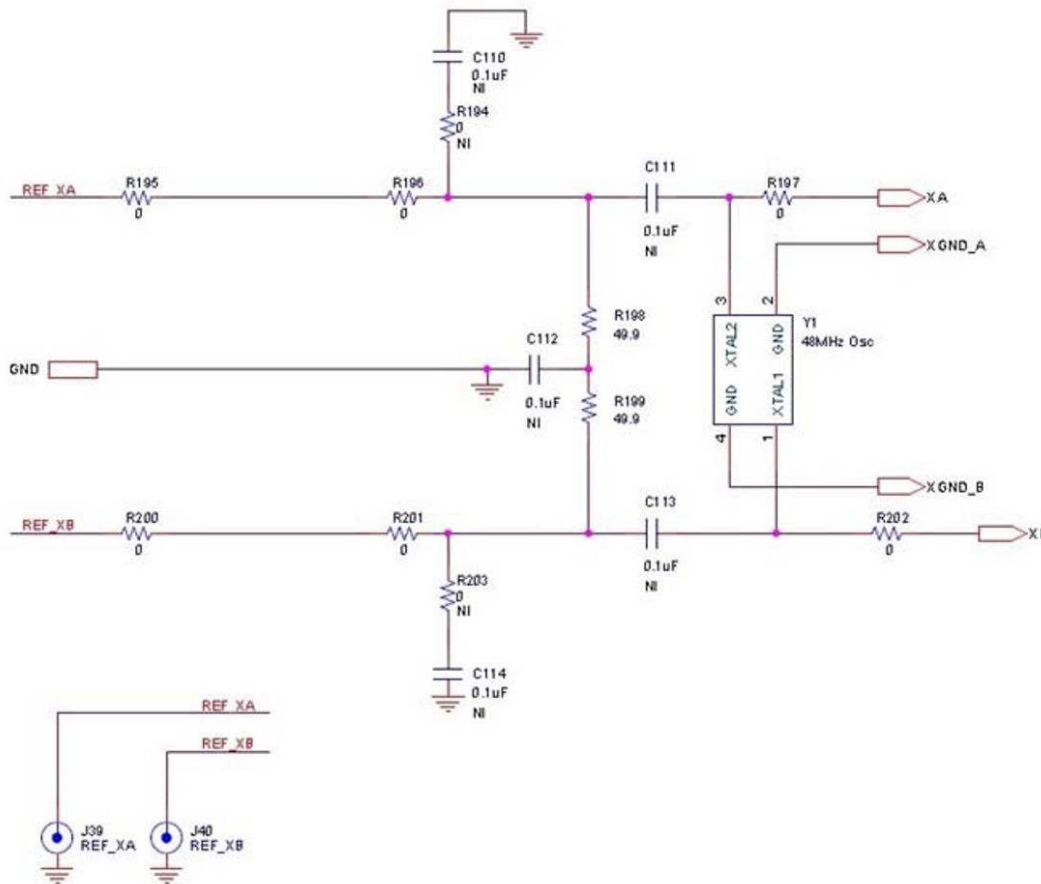 C110
0.1uF
NI
R194
0
NI
REF_XA
R195
0
R196
0
C111
0.1uF
NI
R197
0
XA
XGND_A
3
2
XTAL2
GND
Y1
48MHz Osc
GND
XTAL1
4
1
R198
49.9
GND
C112
0.1uF
NI
R199
49.9
XGND_B
REF_XB
R200
0
R201
0
C113
0.1uF
NI
R202
0
R203
0
NI
C114
0.1uF
NI
REF_XA
REF_XB
J39
REF_XA
J40
REF_XB